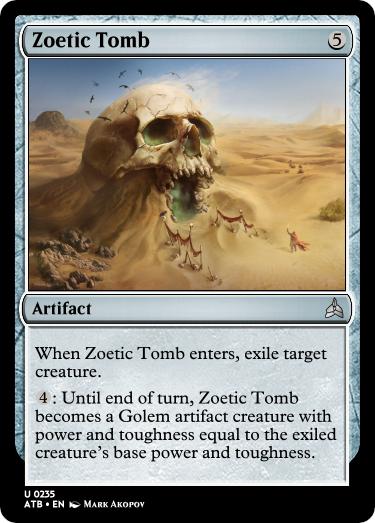 Zoetic Tomb 5
Artifact
When Zoetic Tomb enters, exile target
creature.
4 : Until end of turn, Zoetic Tomb
becomes a Golem artifact creature with
power and toughness equal to the exiled
creature's base power and toughness.
U 0235
ATB • EN Mark Akopov